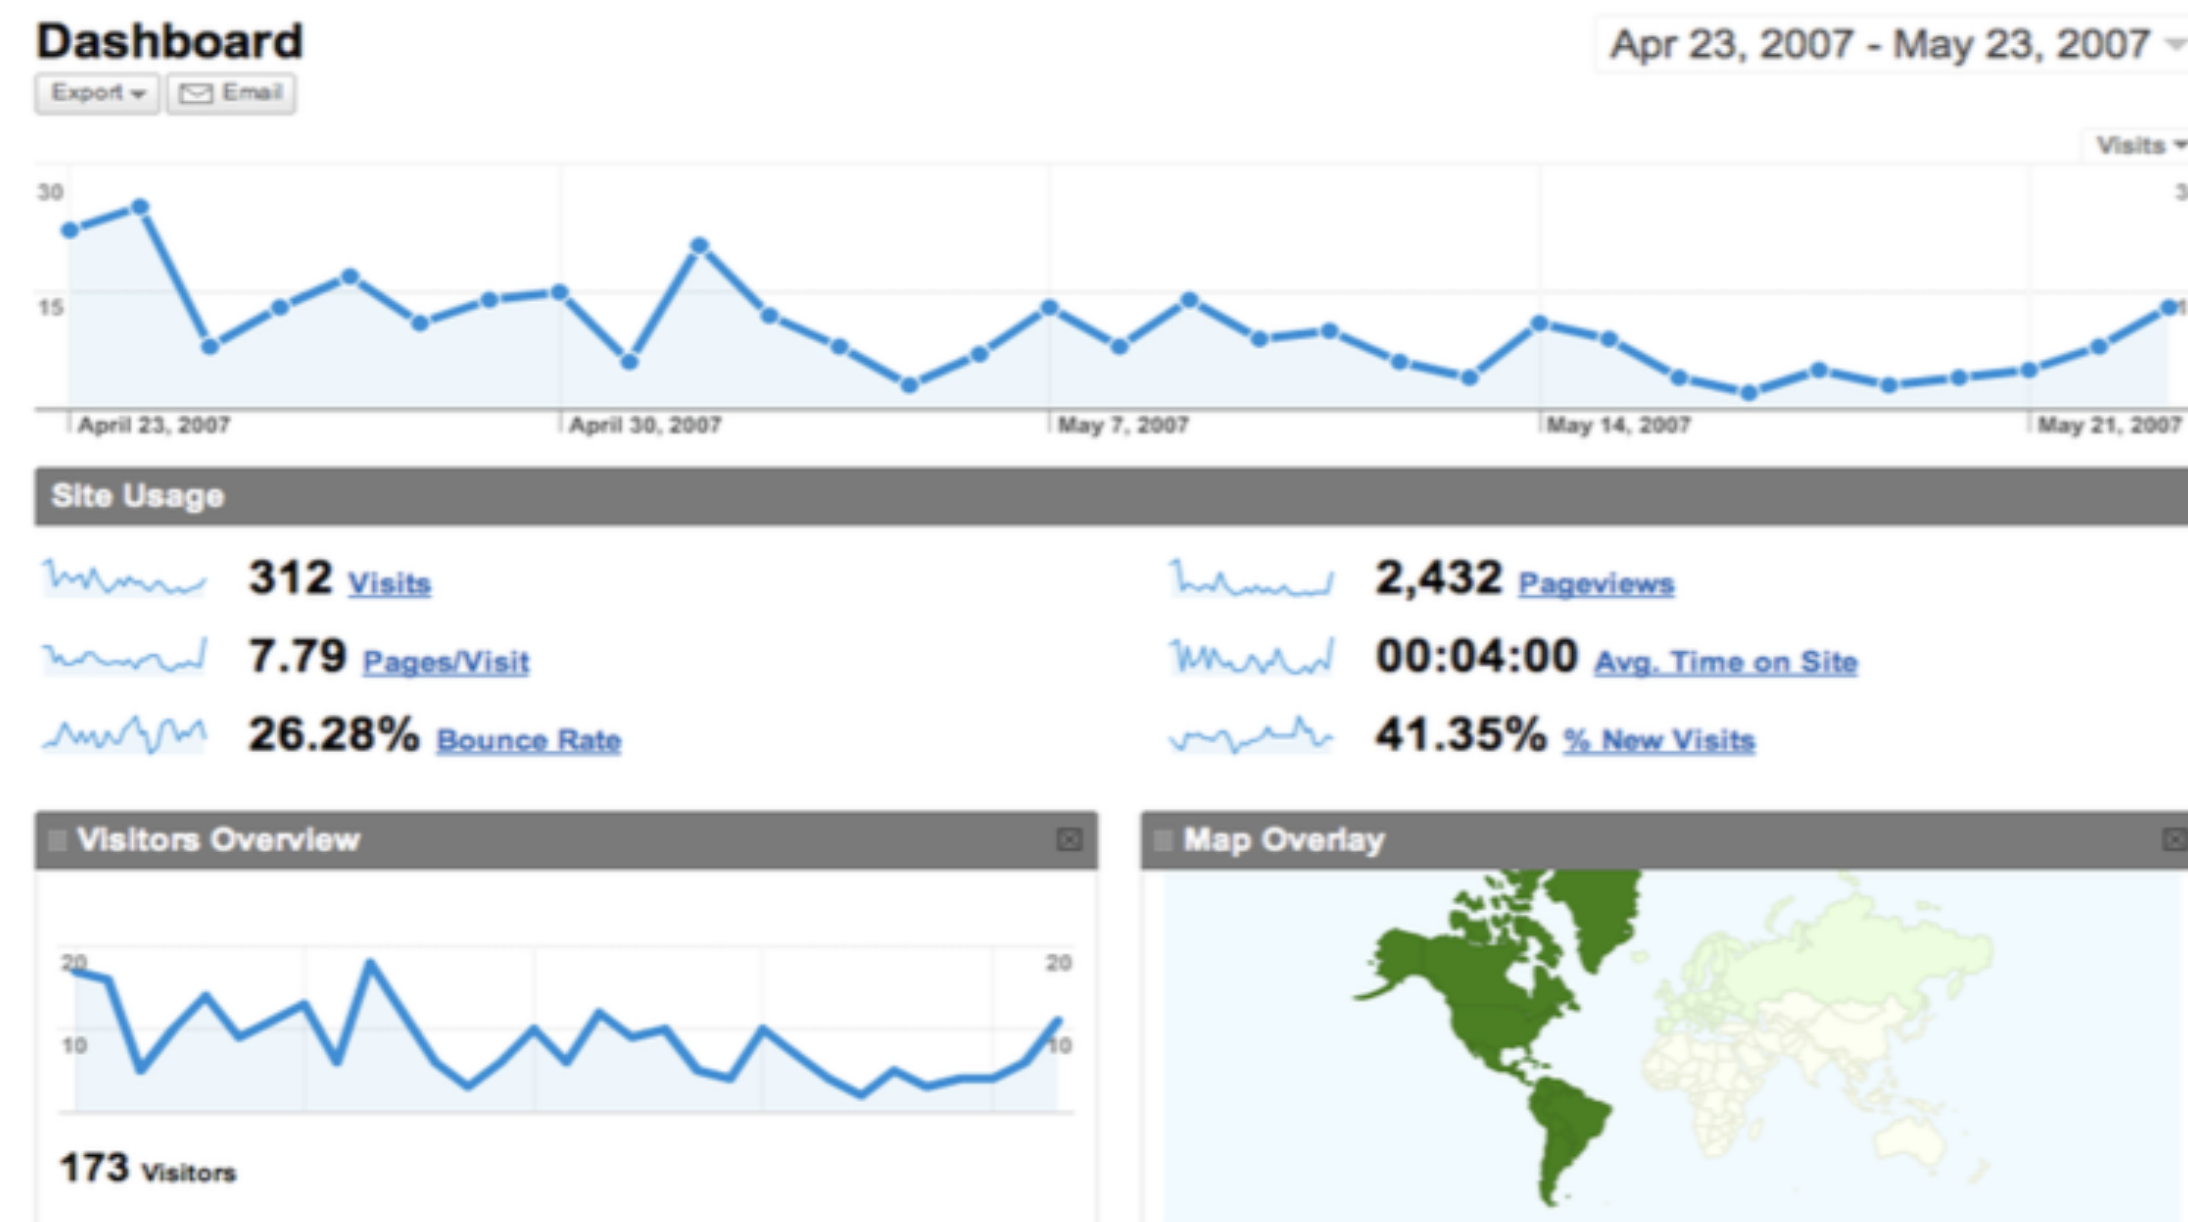 Dashboard
Apr 23, 2007 - May 23, 2007
Export
Email
Visits
30
3
15
1
April 23, 2007
April 30, 2007
May 7, 2007
May 14, 2007
May 21, 2007
Site Usage
312 Visits
2,432 Pageviews
7.79 Pages/Visit
00:04:00 Avg. Time on Site
26.28% Bounce Rate
41.35% % New Visits
Visitors Overview
Map Overlay
20
20
10
10
173 Visitors